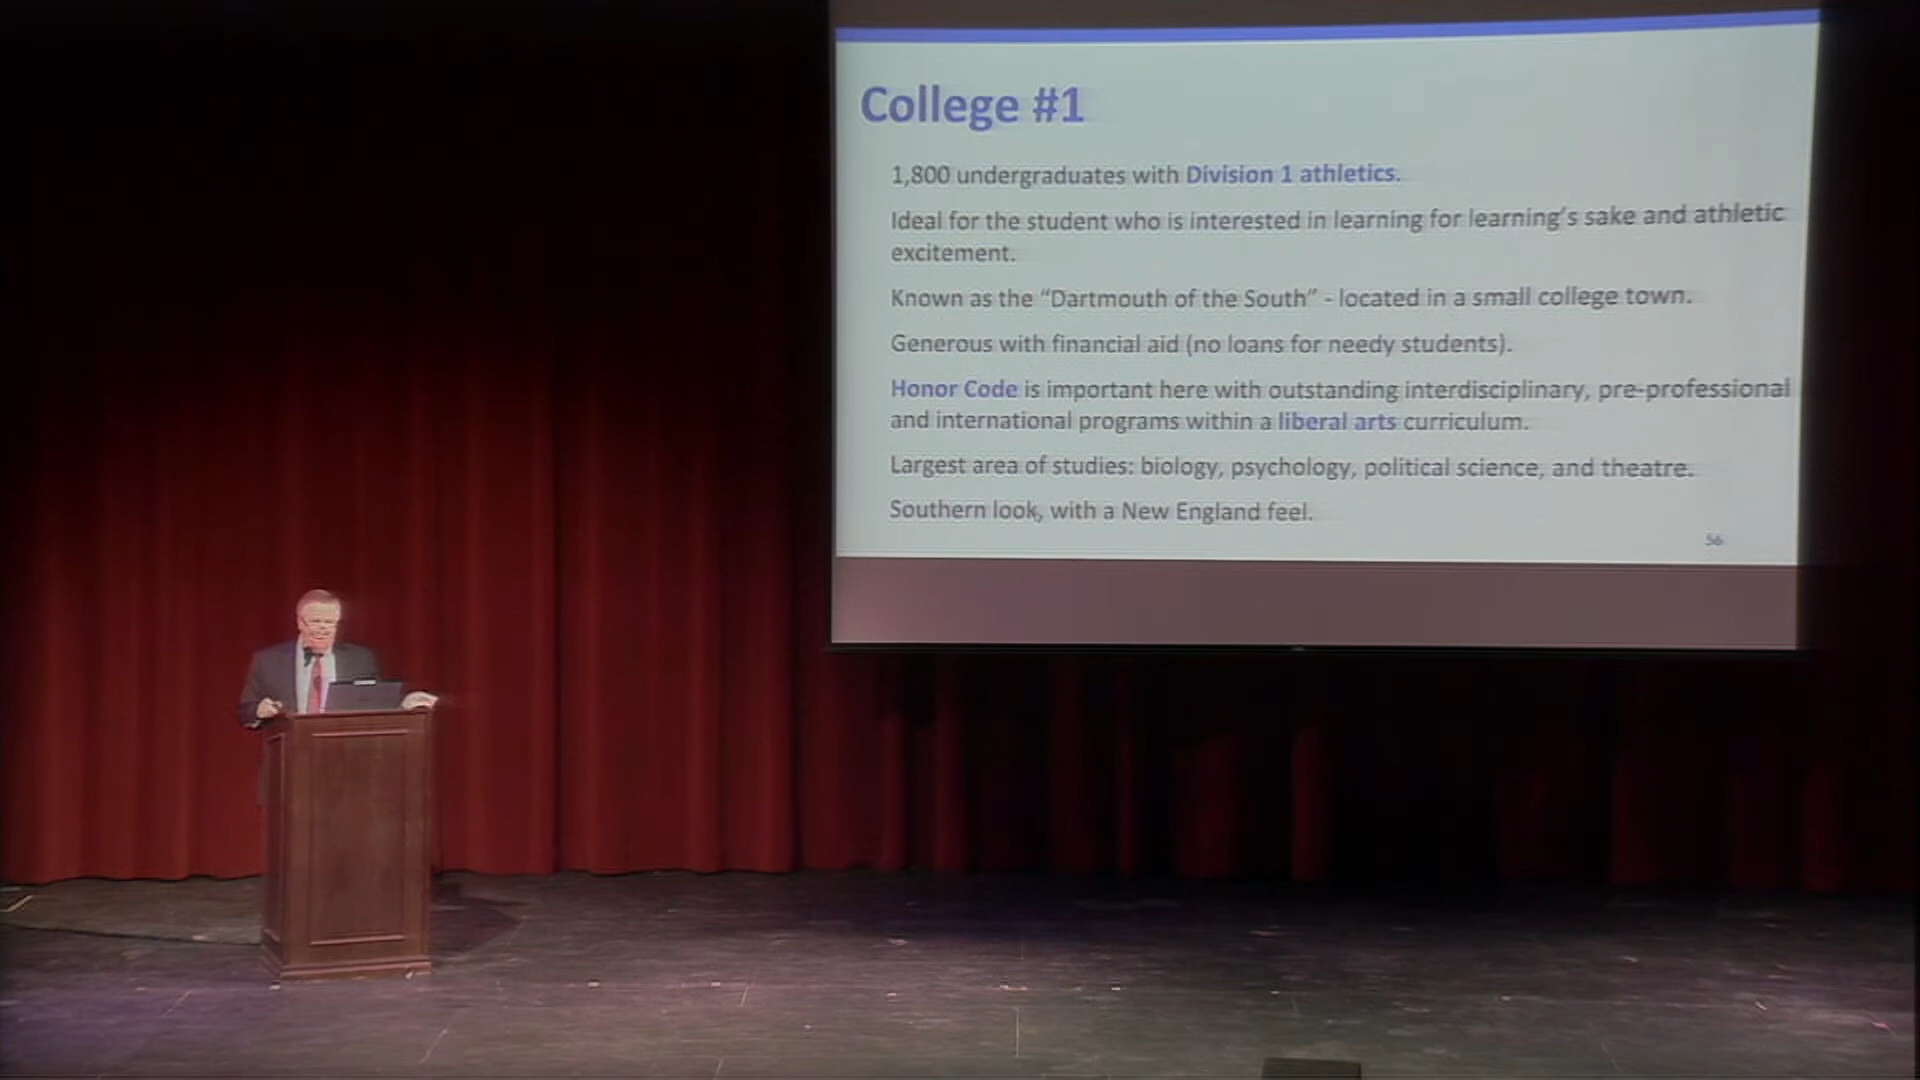 College #1
1,800 undergraduates with Division 1 athletics.
Ideal for the student who is interested in learning for learning's sake and athletic
excitement.
Known as the “Dartmouth of the South” - located in a small college town.
Generous with financial aid (no loans for needy students).
Honor Code is important here with outstanding interdisciplinary, pre-professional
and international programs within a liberal arts curriculum.
Largest area of studies: biology, psychology, political science, and theatre.
Southern look, with a New England feel.
56